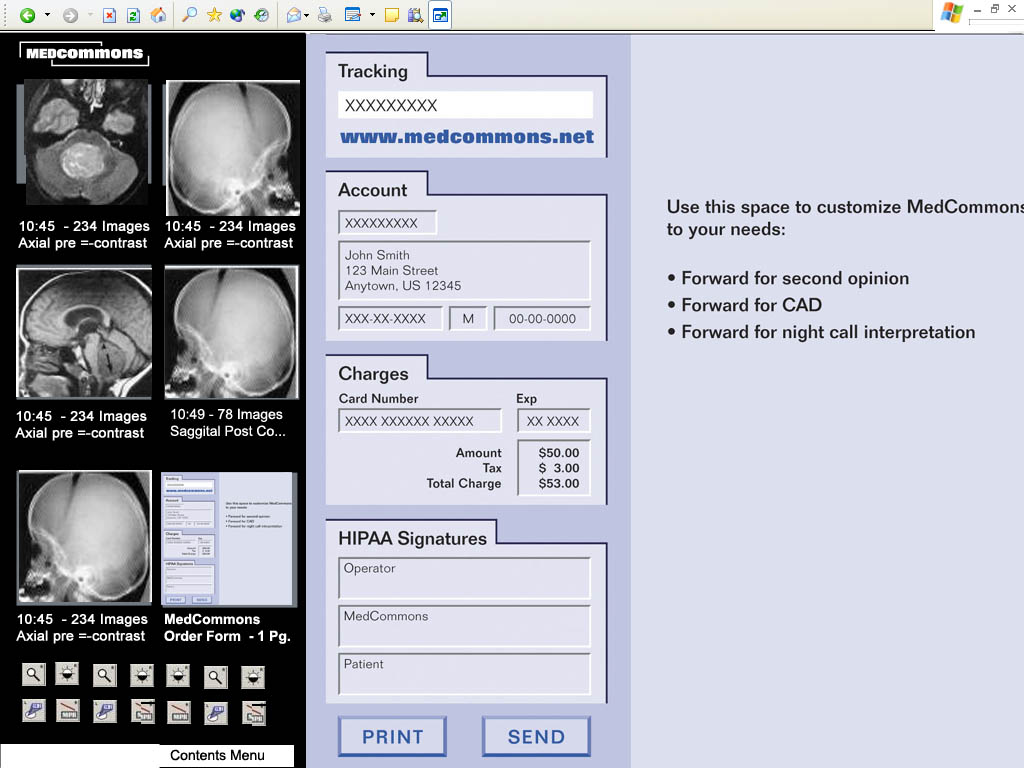 MEDcommons
10:45 - 234 Images
Axial pre =-contrast
10:45 - 234 Images
Axial pre =-contrast
10:45 - 234 Images
Axial pre =-contrast
10:49 - 78 Images
Saggital Post Co...
10:45 - 234 Images
Axial pre =-contrast
MedCommons
Order Form - 1 Pg.
Contents Menu
Tracking
XXXXXXXXX
www.medcommons.net
Account
XXXXXXXXX
John Smith
123 Main Street
Anytown, US 12345
XXX-XX-XXXX M 00-00-0000
Charges
Card Number Exp
XXXX XXXXXX XXXXX XX XXXX
Amount $50.00
Tax $ 3.00
Total Charge $53.00
HIPAA Signatures
Operator
MedCommons
Patient
PRINT SEND
Use this space to customize MedCommons
to your needs:
• Forward for second opinion
• Forward for CAD
• Forward for night call interpretation